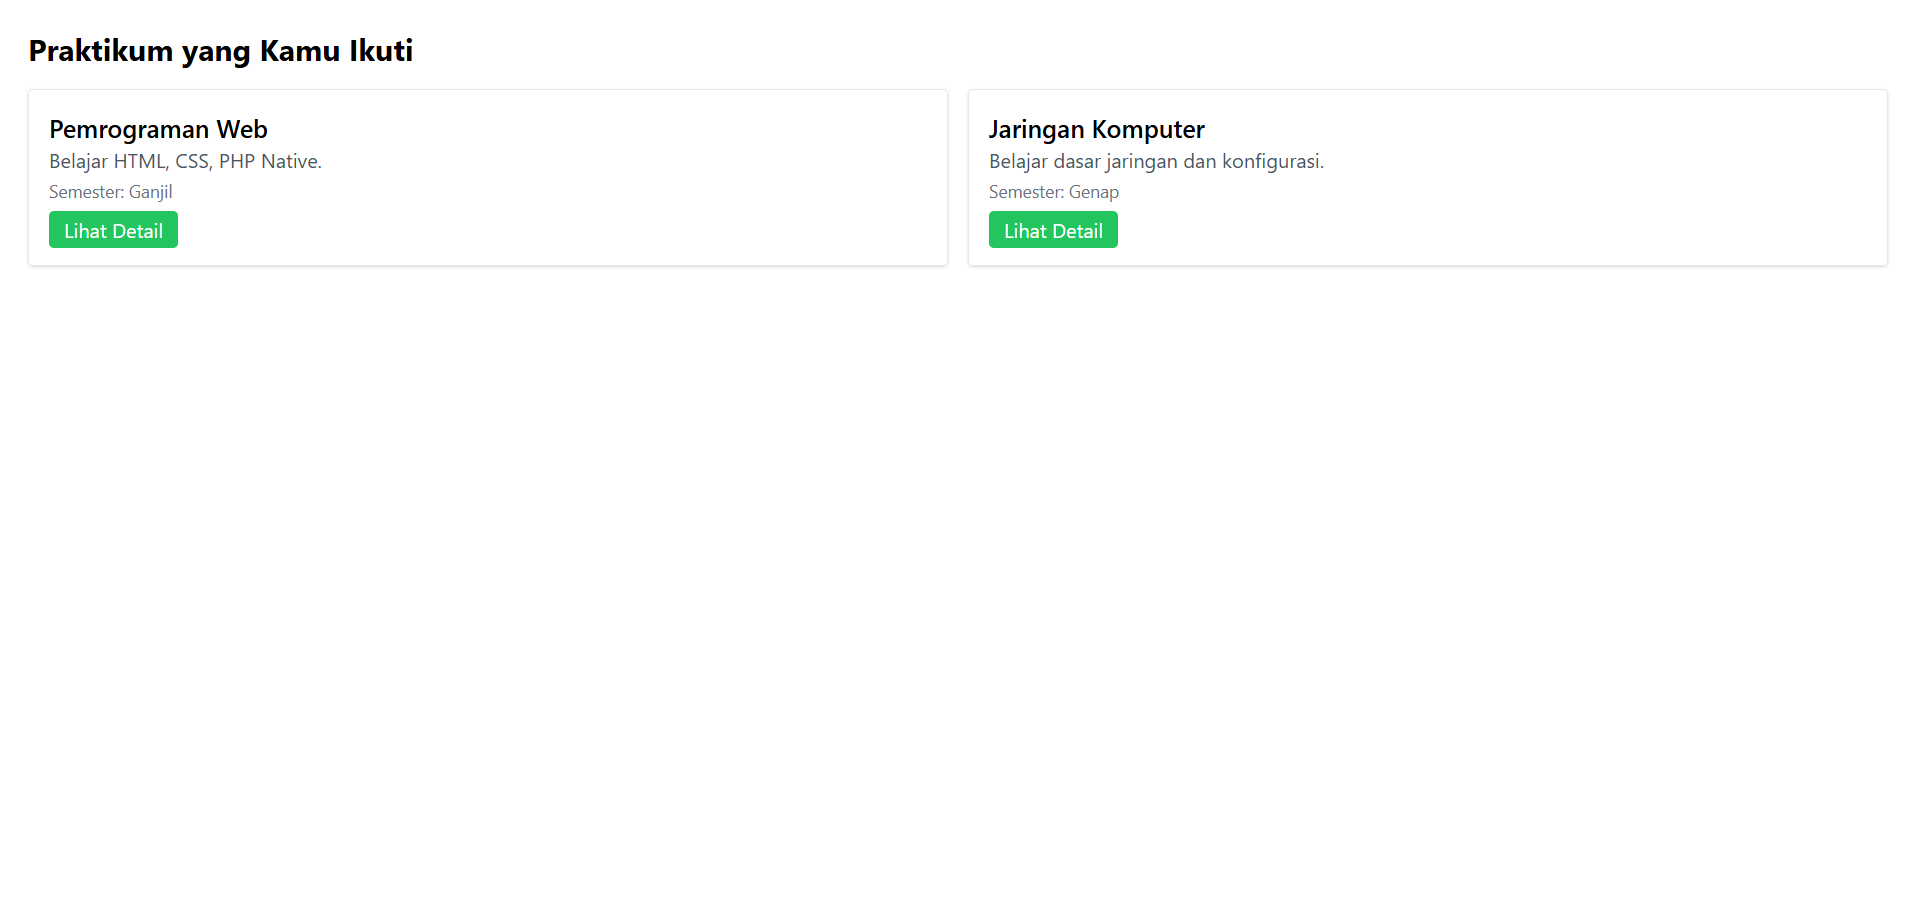 Praktikum yang Kamu Ikuti
Pemrograman Web
Belajar HTML, CSS, PHP Native.
Semester: Ganjil
Lihat Detail
Jaringan Komputer
Belajar dasar jaringan dan konfigurasi.
Semester: Genap
Lihat Detail